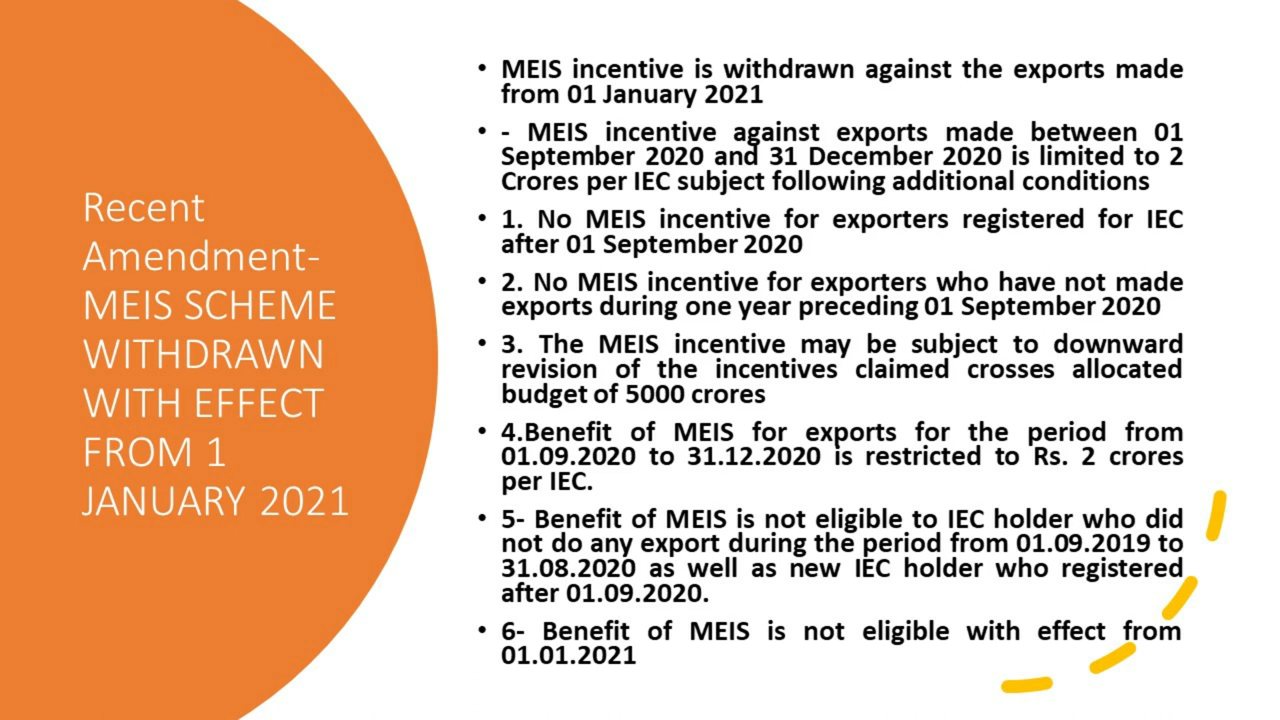 Recent
Amendment-
MEIS SCHEME
WITHDRAWN
WITH EFFECT
FROM 1
JANUARY 2021
• MEIS incentive is withdrawn against the exports made
from 01 January 2021
• - MEIS incentive against exports made between 01
September 2020 and 31 December 2020 is limited to 2
Crores per IEC subject following additional conditions
• 1. No MEIS incentive for exporters registered for IEC
after 01 September 2020
• 2. No MEIS incentive for exporters who have not made
exports during one year preceding 01 September 2020
• 3. The MEIS incentive may be subject to downward
revision of the incentives claimed crosses allocated
budget of 5000 crores
• 4.Benefit of MEIS for exports for the period from
01.09.2020 to 31.12.2020 is restricted to Rs. 2 crores
per IEC.
• 5- Benefit of MEIS is not eligible to IEC holder who did
not do any export during the period from 01.09.2019 to
31.08.2020 as well as new IEC holder who registered
after 01.09.2020.
• 6- Benefit of MEIS is not eligible with effect from
01.01.2021